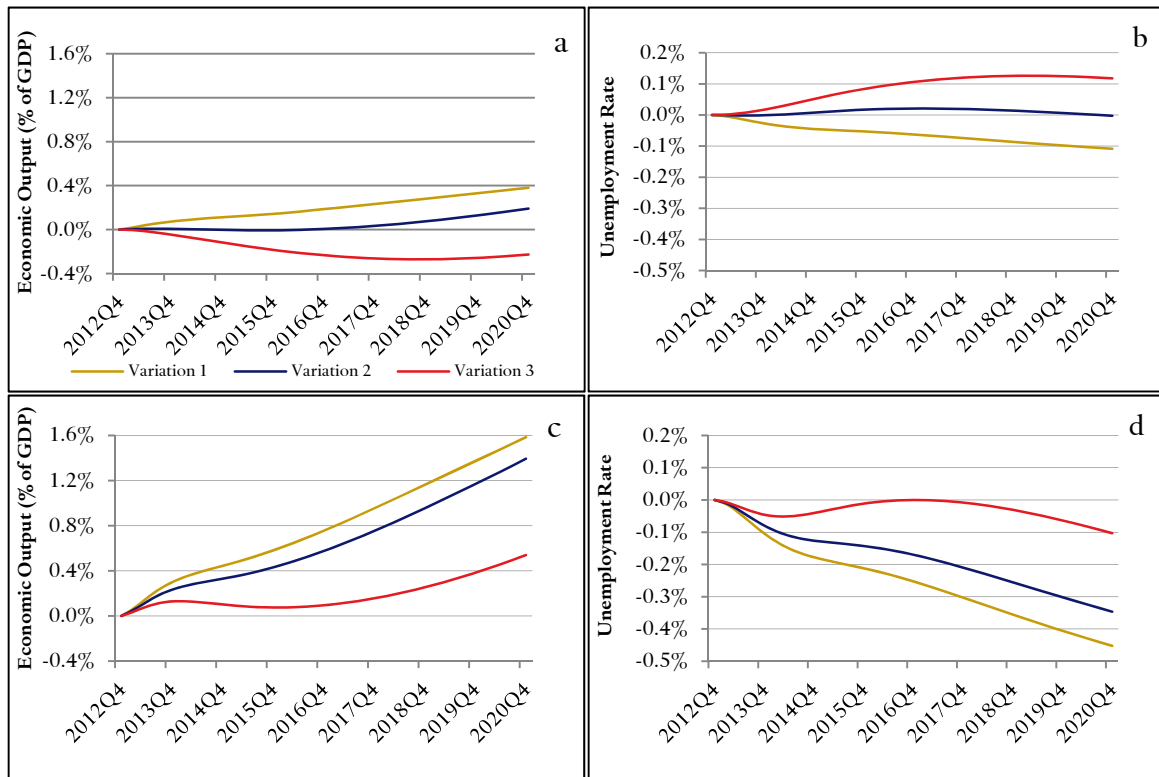 a
Economic Output (% of GDP)
1.6%
1.2%
0.8%
0.4%
0.0%
-0.4%
2012Q4
2013Q4
2014Q4
2015Q4
2016Q4
2017Q4
2018Q4
2019Q4
2020Q4
Variation 1
Variation 2
Variation 3
b
Unemployment Rate
0.2%
0.1%
0.0%
-0.1%
-0.2%
-0.3%
-0.4%
-0.5%
2012Q4
2013Q4
2014Q4
2015Q4
2016Q4
2017Q4
2018Q4
2019Q4
2020Q4
c
Economic Output (% of GDP)
1.6%
1.2%
0.8%
0.4%
0.0%
-0.4%
2012Q4
2013Q4
2014Q4
2015Q4
2016Q4
2017Q4
2018Q4
2019Q4
2020Q4
d
Unemployment Rate
0.2%
0.1%
0.0%
-0.1%
-0.2%
-0.3%
-0.4%
-0.5%
2012Q4
2013Q4
2014Q4
2015Q4
2016Q4
2017Q4
2018Q4
2019Q4
2020Q4